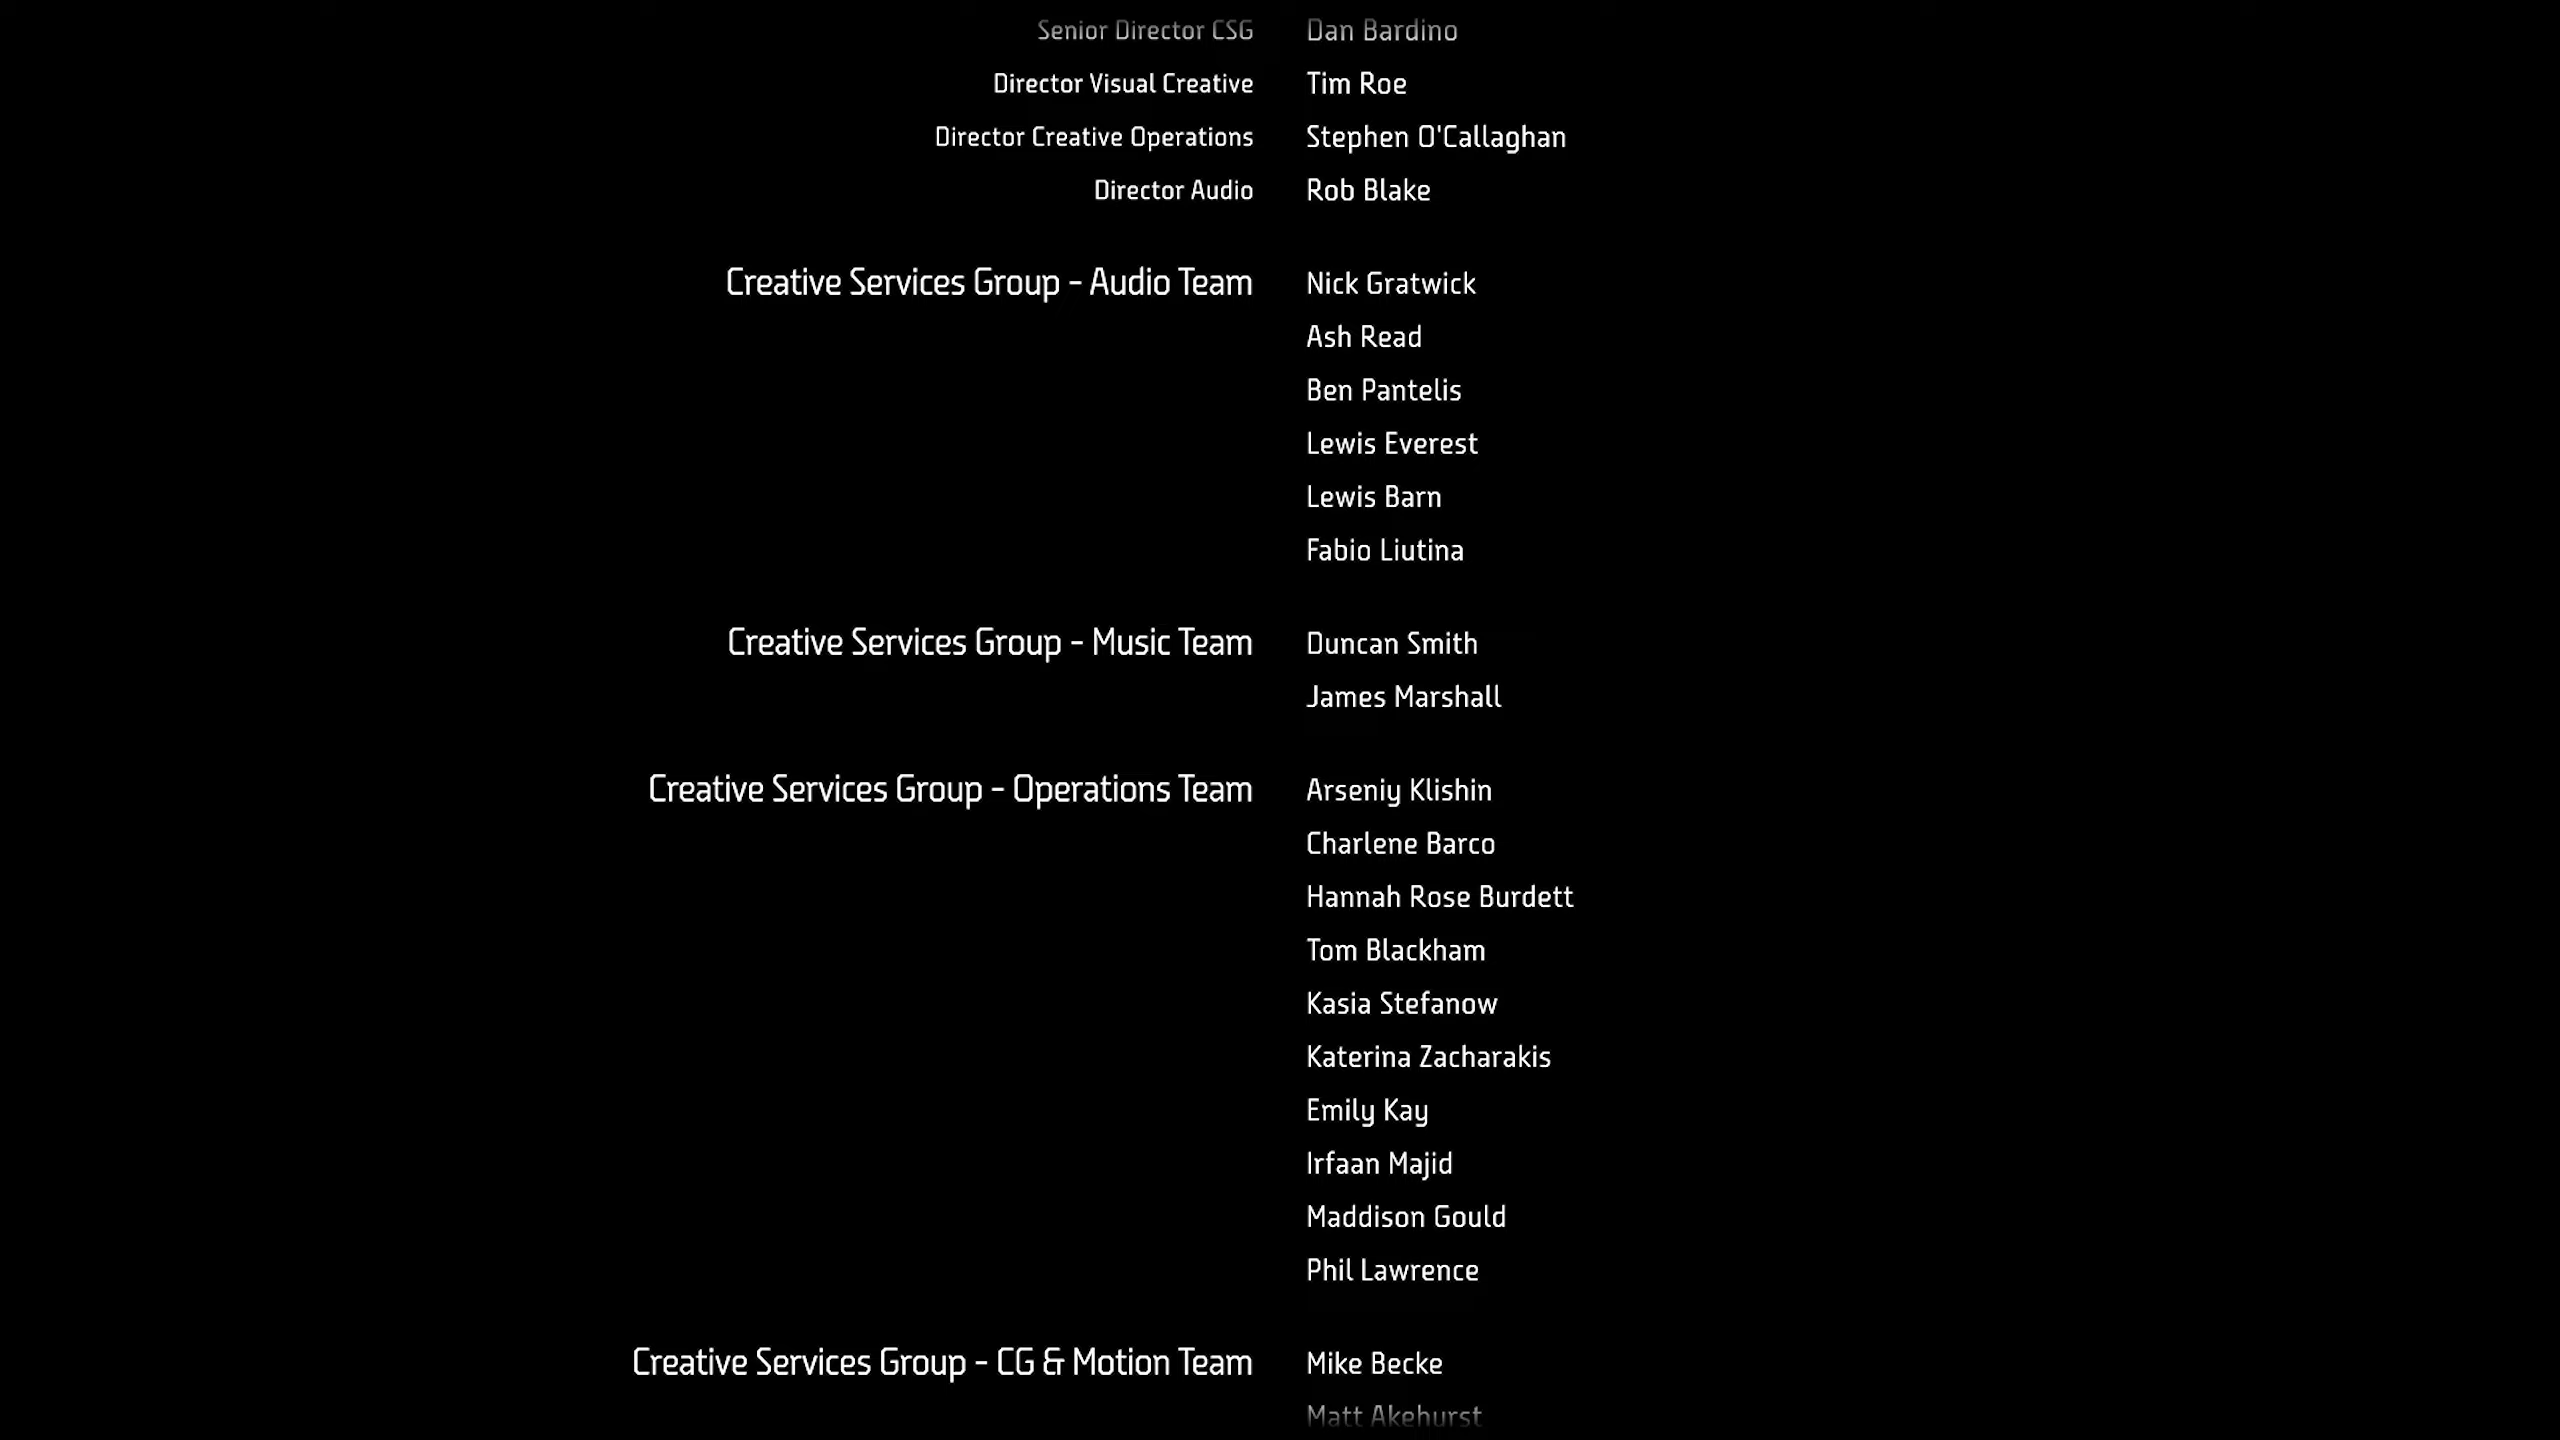 Senior Director CSG Dan Bardino
Director Visual Creative Tim Roe
Director Creative Operations Stephen O'Callaghan
Director Audio Rob Blake
Creative Services Group - Audio Team Nick Gratwick
Ash Read
Ben Pantelis
Lewis Everest
Lewis Barn
Fabio Liutina
Creative Services Group - Music Team Duncan Smith
James Marshall
Creative Services Group - Operations Team Arseniy Klishin
Charlene Barco
Hannah Rose Burdett
Tom Blackham
Kasia Stefanow
Katerina Zacharakis
Emily Kay
Irfaan Majid
Maddison Gould
Phil Lawrence
Creative Services Group - CG & Motion Team Mike Becke
Matt Akehurst